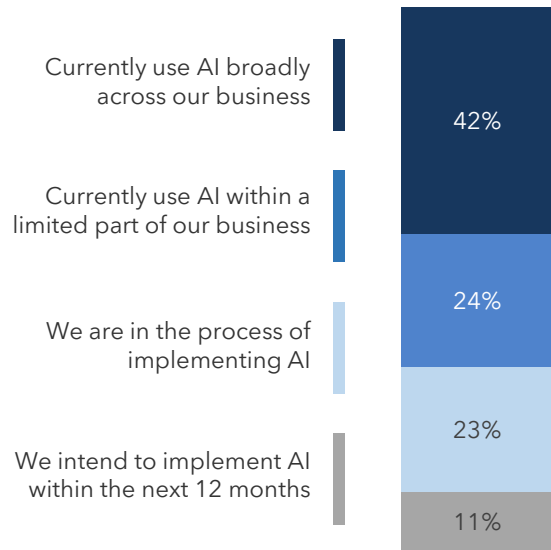 Currently use AI broadly
across our business
42%
Currently use AI within a
limited part of our business
24%
We are in the process of
implementing AI
23%
We intend to implement AI
within the next 12 months
11%